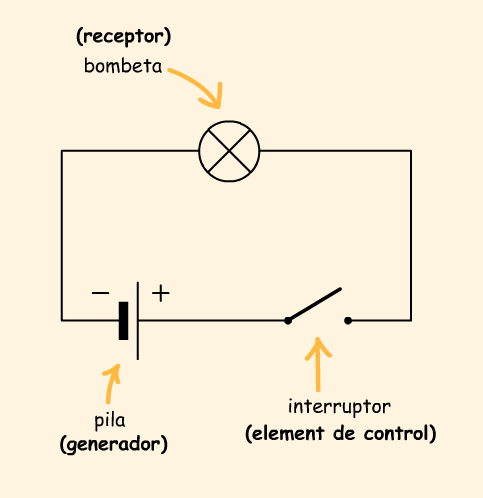 (receptor)
bombeta
− +
pila
(generador)
interruptor
(element de control)